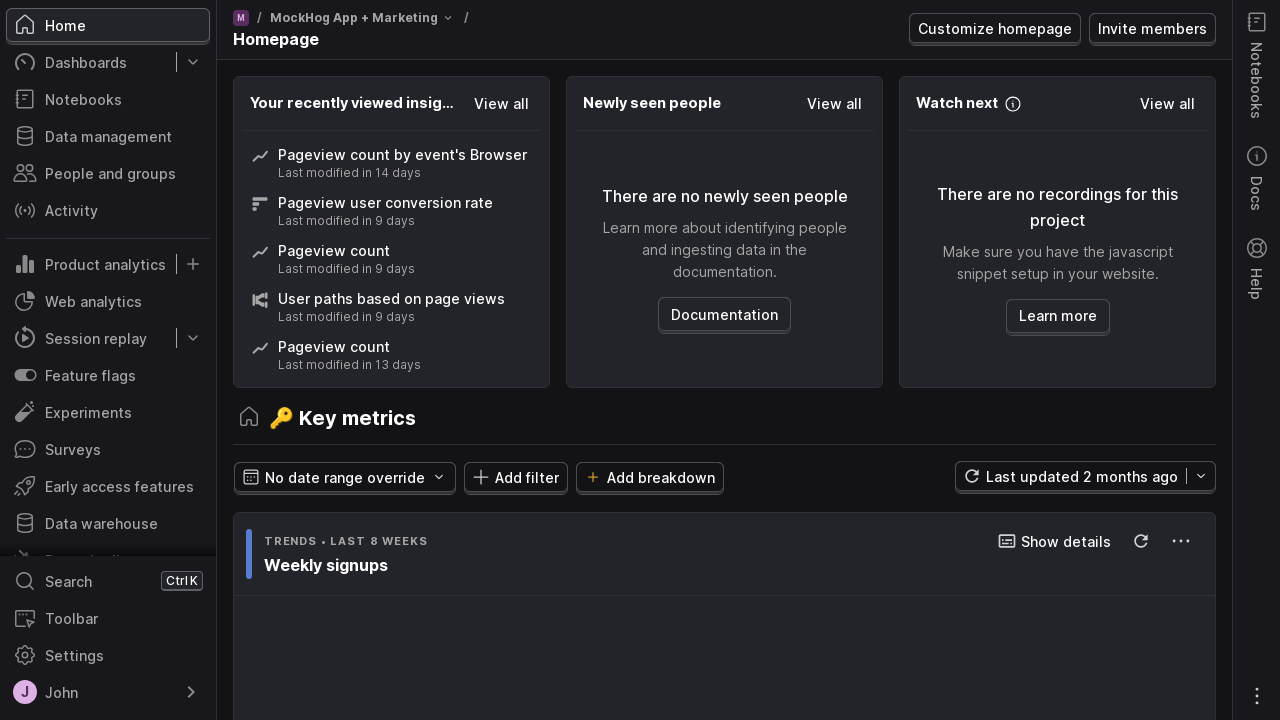 Home
Dashboards
Notebooks
Data management
People and groups
Activity
Product analytics
Web analytics
Session replay
Feature flags
Experiments
Surveys
Early access features
Data warehouse
Search
Ctrl K
Toolbar
Settings
J
John
M
/ MockHog App + Marketing /
Homepage
Customize homepage
Invite members
Your recently viewed insig...
View all
Pageview count by event's Browser
Last modified in 14 days
Pageview user conversion rate
Last modified in 9 days
Pageview count
Last modified in 9 days
User paths based on page views
Last modified in 9 days
Pageview count
Last modified in 13 days
Newly seen people
View all
There are no newly seen people
Learn more about identifying people
and ingesting data in the
documentation.
Documentation
Watch next
View all
There are no recordings for this
project
Make sure you have the javascript
snippet setup in your website.
Learn more
🔑 Key metrics
No date range override
Add filter
Add breakdown
Last updated 2 months ago
TRENDS • LAST 8 WEEKS
Weekly signups
Show details
Notebooks
Docs
Help